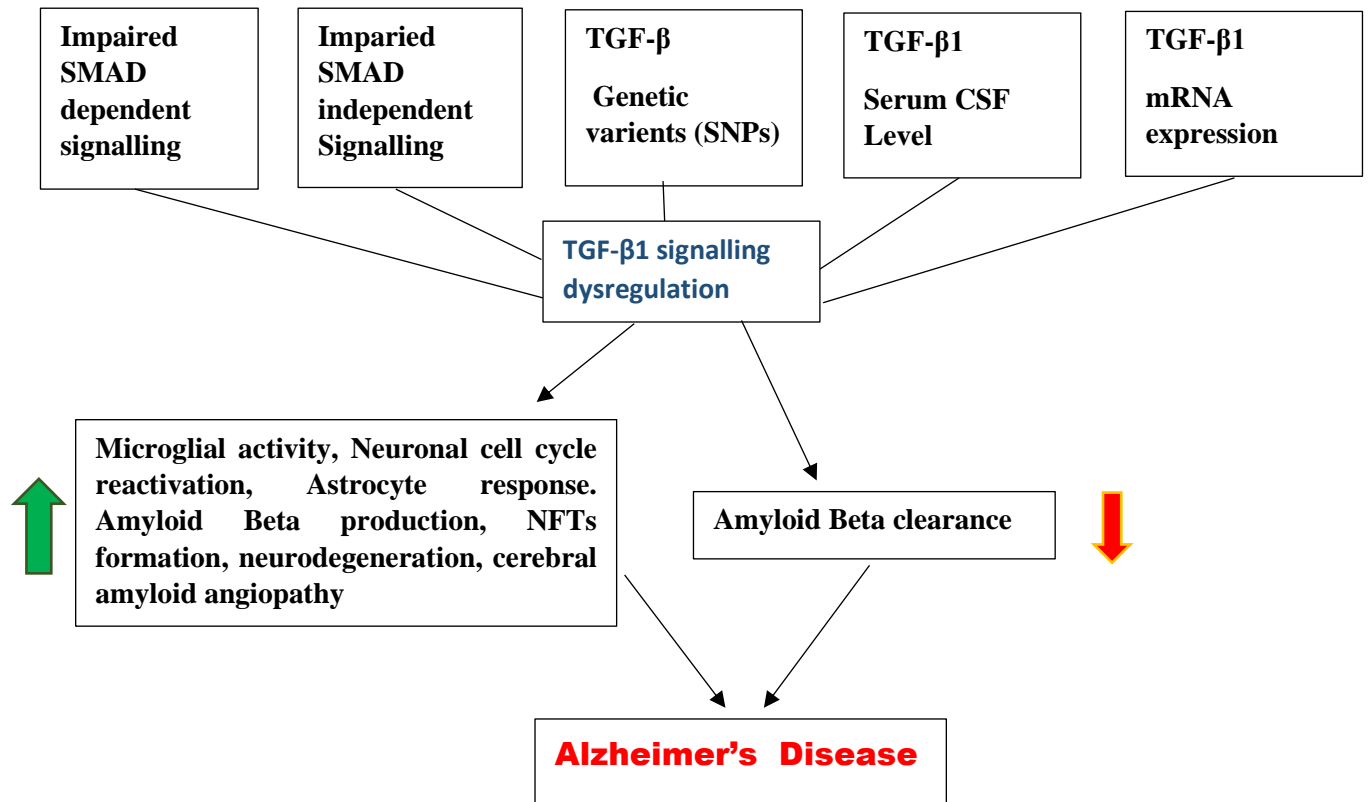 Impaired
SMAD
dependent
signalling
Imparied
SMAD
independent
Signalling
TGF-β
Genetic
varients (SNPs)
TGF-β1
Serum CSF
Level
TGF-β1
mRNA
expression
TGF-β1 signalling
dysregulation
Microglial activity, Neuronal cell cycle
reactivation, Astrocyte response.
Amyloid Beta production, NFTs
formation, neurodegeneration, cerebral
amyloid angiopathy
Amyloid Beta clearance
Alzheimer's Disease